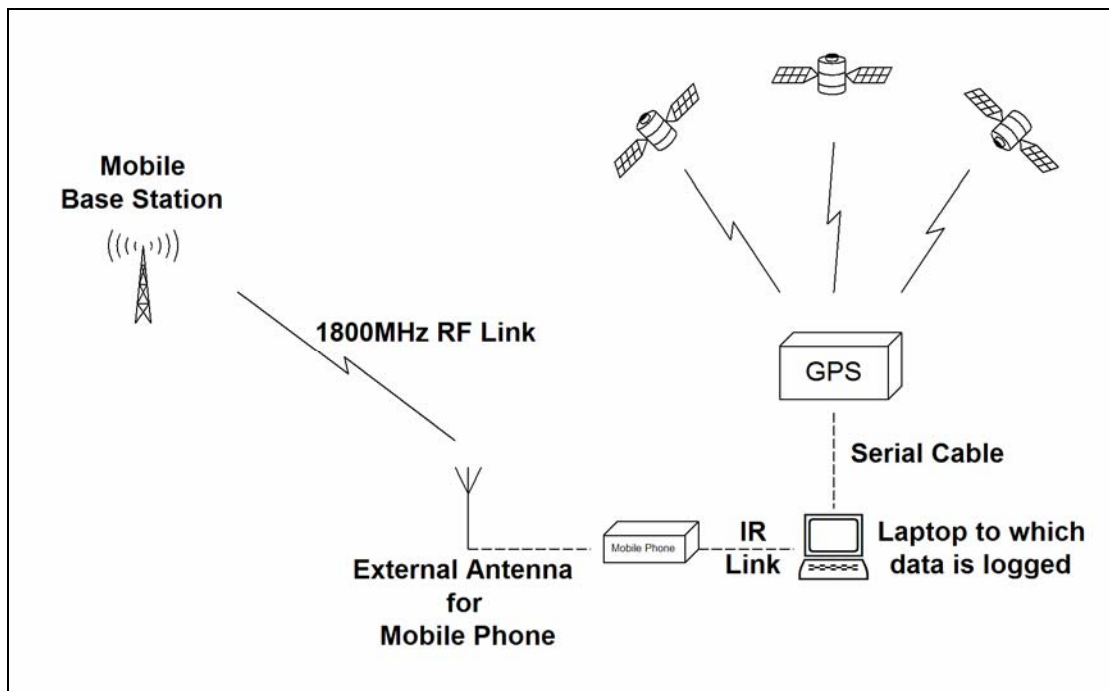 Mobile
Base Station
1800MHz RF Link
GPS
Serial Cable
External Antenna
for
Mobile Phone
Mobile Phone
IR
Link
Laptop to which
data is logged